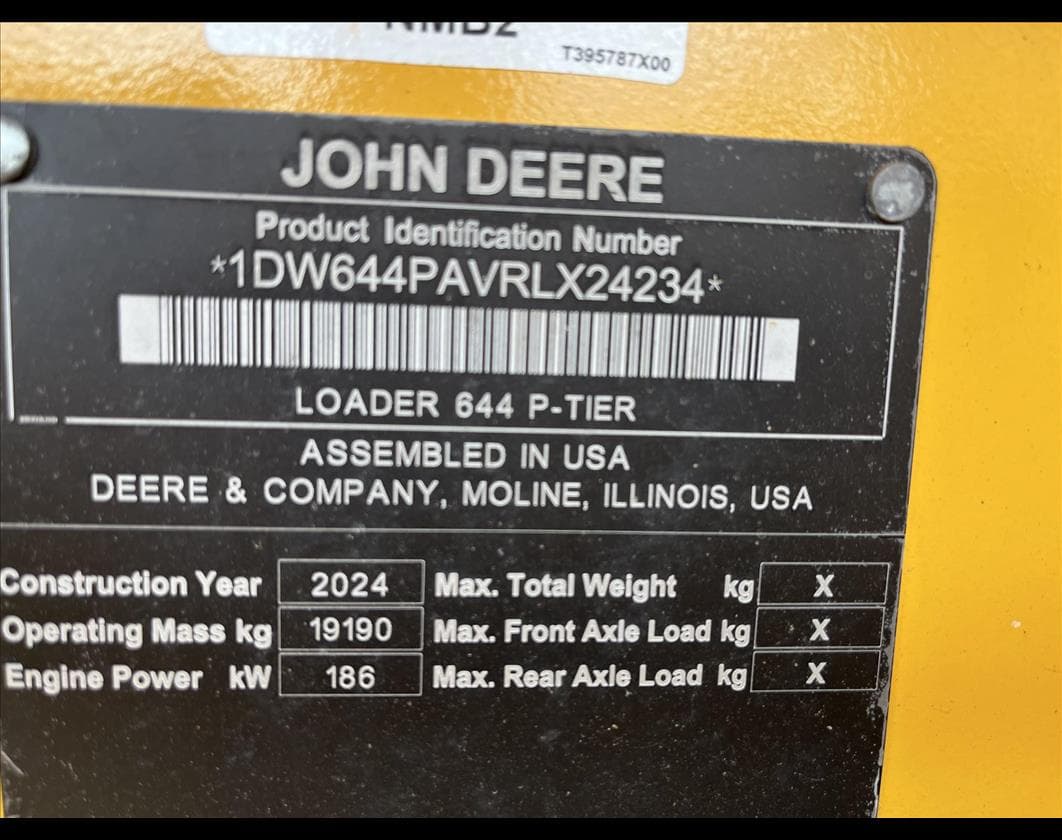 NMB2
T395787X00
JOHN DEERE
Product Identification Number
*1DW644PAVRLX24234*
LOADER 644 P-TIER
ASSEMBLED IN USA
DEERE & COMPANY, MOLINE, ILLINOIS, USA
Construction Year 2024 Max. Total Weight kg X
Operating Mass kg 19190 Max. Front Axle Load kg X
Engine Power kW 186 Max. Rear Axle Load kg X